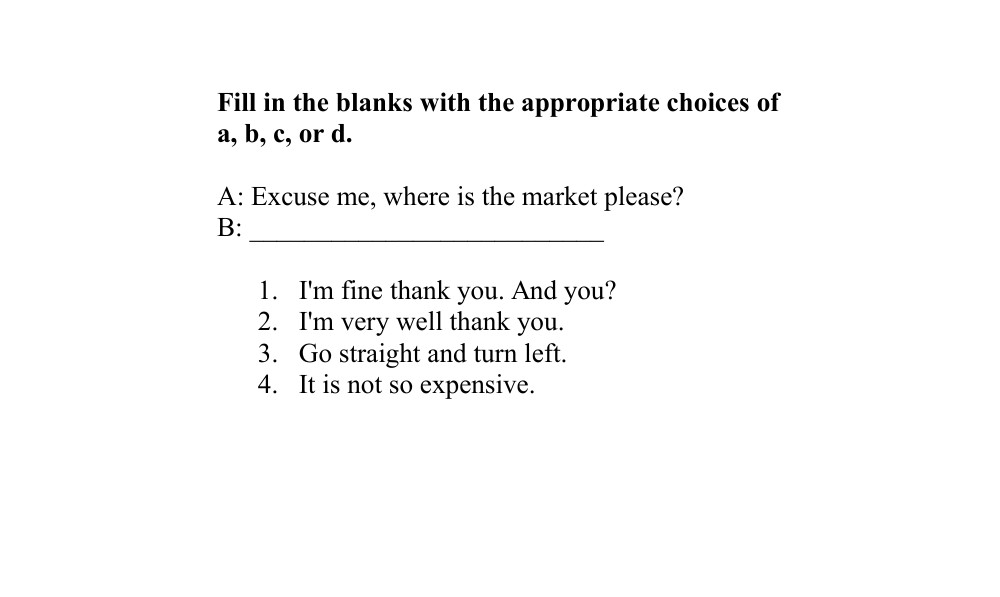 Fill in the blanks with the appropriate choices of
a, b, c, or d.
A: Excuse me, where is the market please?
B: __________________________
1. I'm fine thank you. And you?
2. I'm very well thank you.
3. Go straight and turn left.
4. It is not so expensive.